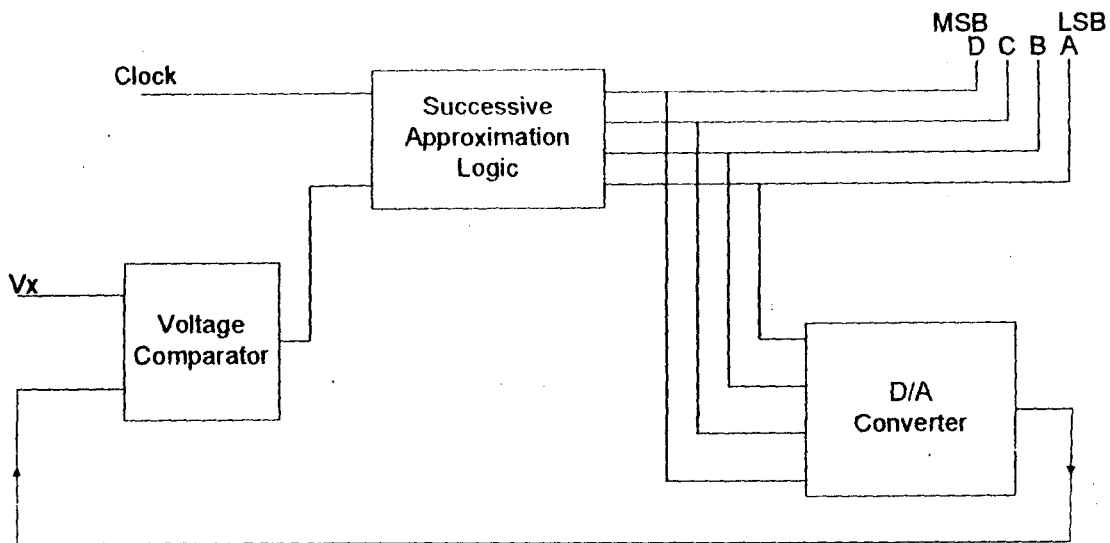 MSB LSB
D C B A
Clock
Successive
Approximation
Logic
Vx
Voltage
Comparator
D/A
Converter